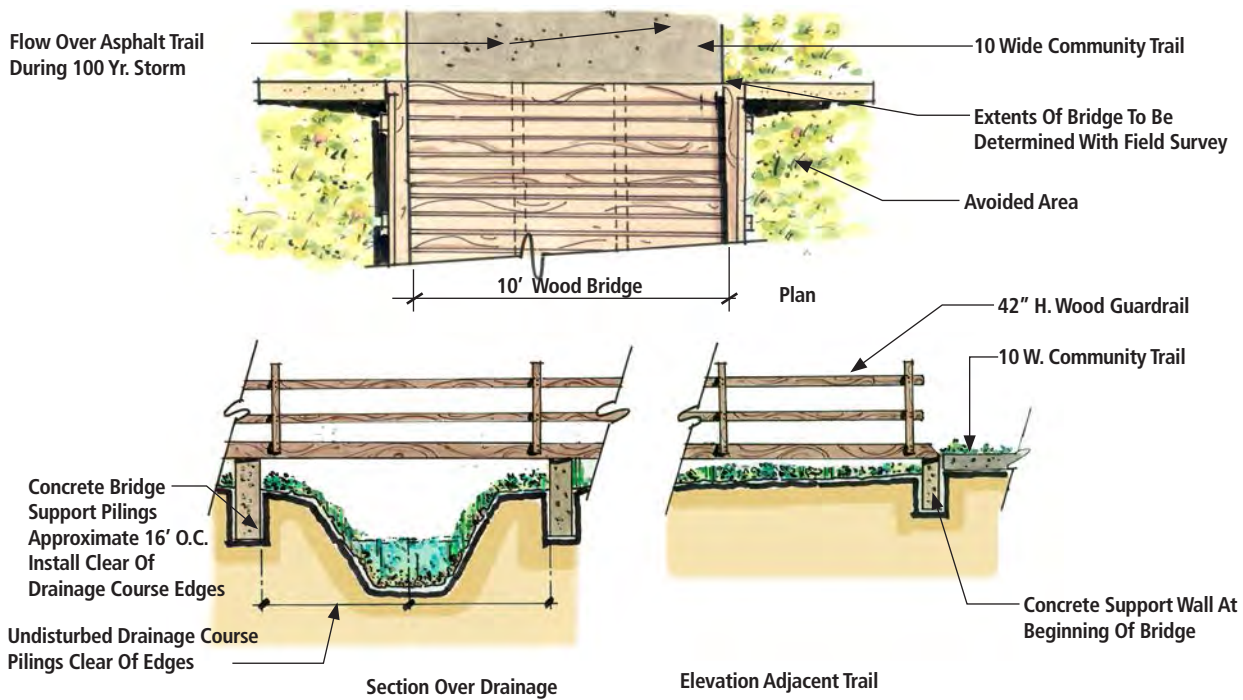 Flow Over Asphalt Trail
During 100 Yr. Storm
10 Wide Community Trail
Extents Of Bridge To Be
Determined With Field Survey
Avoided Area
10' Wood Bridge
Plan
42" H. Wood Guardrail
10 W. Community Trail
Concrete Bridge
Support Pilings
Approximate 16' O.C.
Install Clear Of
Drainage Course Edges
Undisturbed Drainage Course
Pilings Clear Of Edges
Concrete Support Wall At
Beginning Of Bridge
Section Over Drainage
Elevation Adjacent Trail